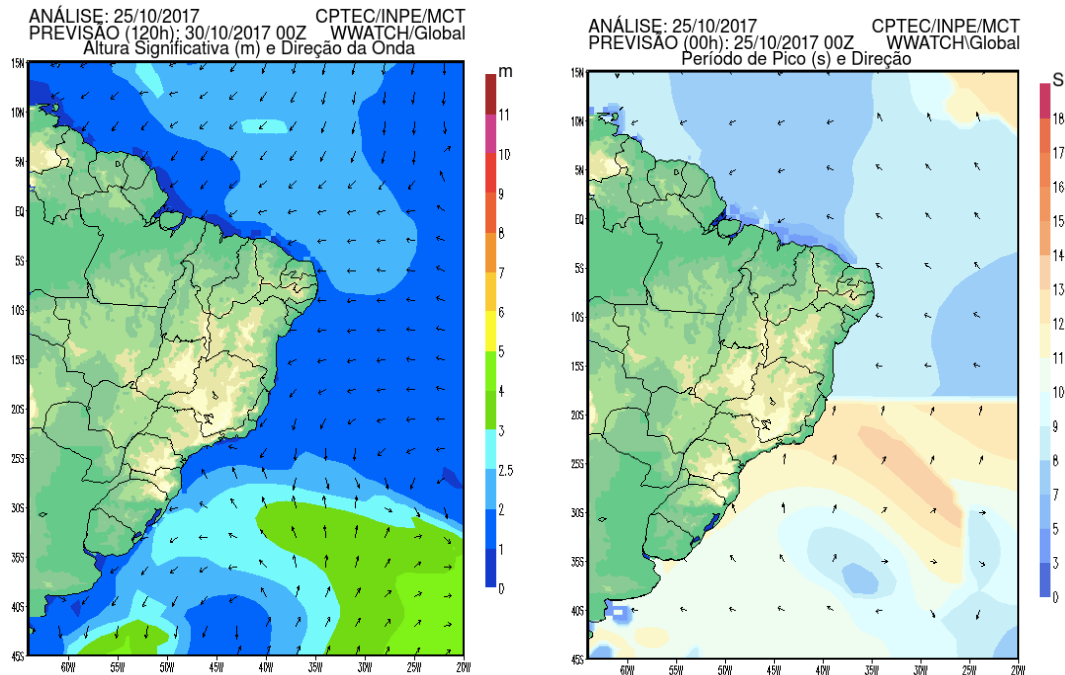 ANÁLISE: 25/10/2017 CPTEC/INPE/MCT
PREVISÃO (120h): 30/10/2017 00Z WWATCH/Global
Altura Significativa (m) e Direção da Onda
15N
10N
5N
EQ
5S
10S
15S
20S
25S
30S
35S
40S
45S
60W 55W 50W 45W 40W 35W 30W 25W 20W
m
11
10
9
8
7
6
5
4
3
2.5
2
1
0
ANÁLISE: 25/10/2017 CPTEC/INPE/MCT
PREVISÃO (00h): 25/10/2017 00Z WWATCH\Global
Período de Pico (s) e Direção
15N
10N
5N
EQ
5S
10S
15S
20S
25S
30S
35S
40S
45S
60W 55W 50W 45W 40W 35W 30W 25W 20W
S
18
17
16
14
13
12
10
9
8
7
5
3
0